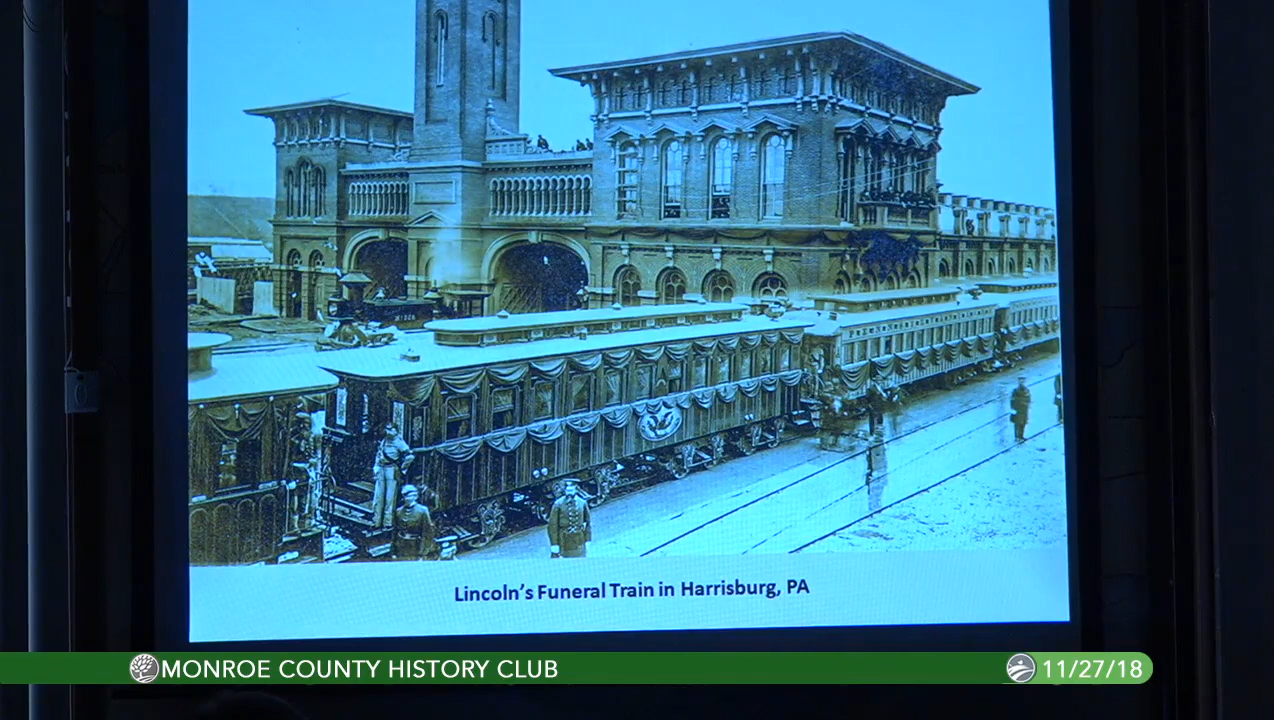 Lincoln's Funeral Train in Harrisburg, PA
MONROE COUNTY HISTORY CLUB
11/27/18